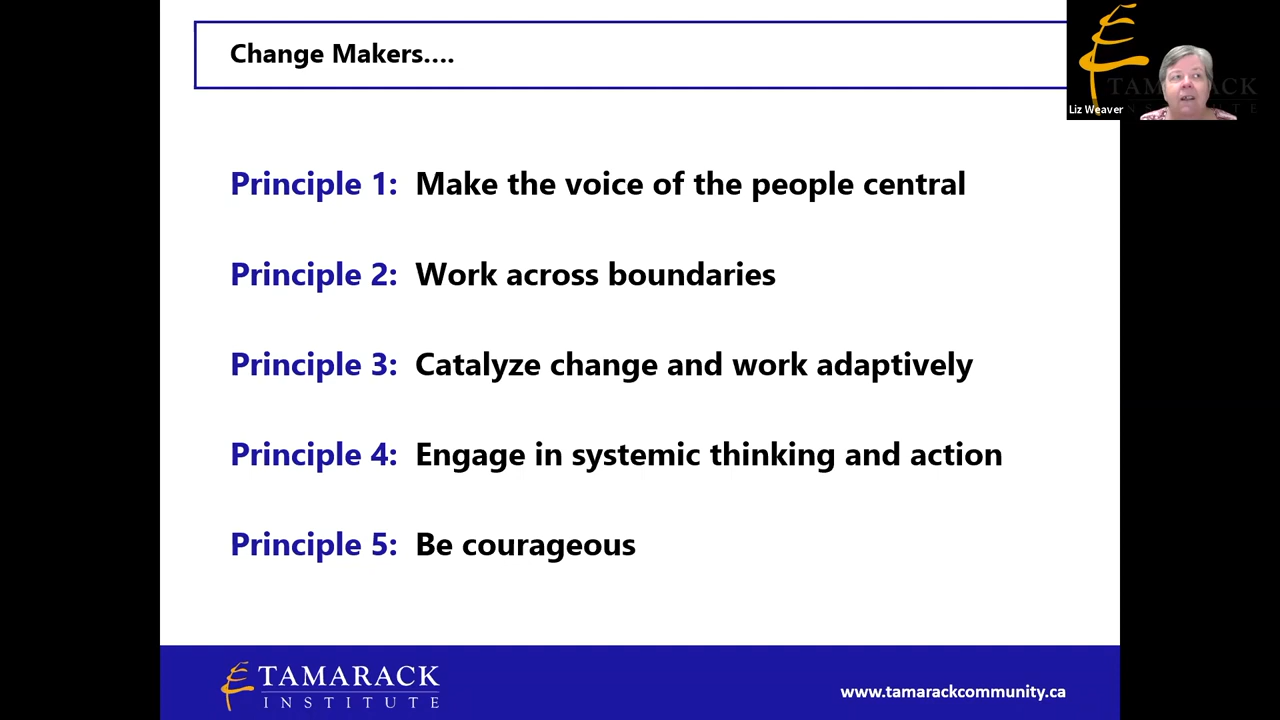 Change Makers....
TAMARACK
INSTITUTE
Liz Weaver
Principle 1: Make the voice of the people central
Principle 2: Work across boundaries
Principle 3: Catalyze change and work adaptively
Principle 4: Engage in systemic thinking and action
Principle 5: Be courageous
TAMARACK
INSTITUTE
www.tamarackcommunity.ca